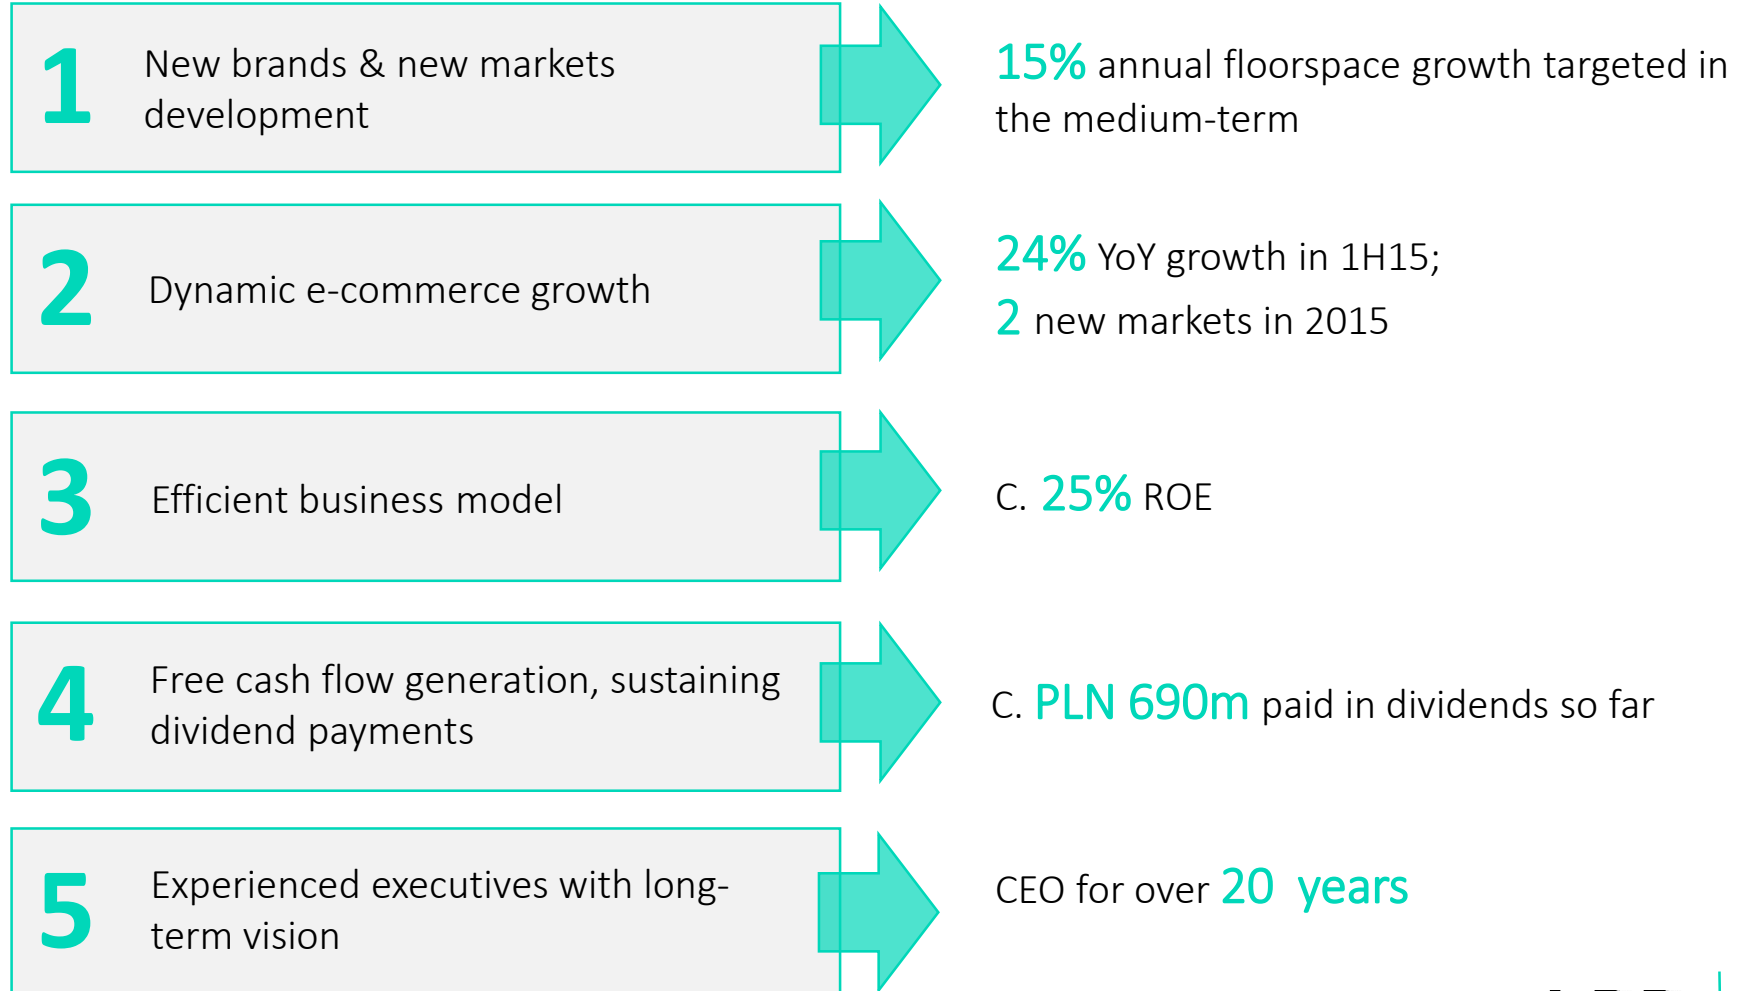 1
New brands & new markets
development
15% annual floorspace growth targeted in
the medium-term
2
Dynamic e-commerce growth
24% YoY growth in 1H15;
2 new markets in 2015
3
Efficient business model
C. 25% ROE
4
Free cash flow generation, sustaining
dividend payments
C. PLN 690m paid in dividends so far
5
Experienced executives with long-
term vision
CEO for over 20 years